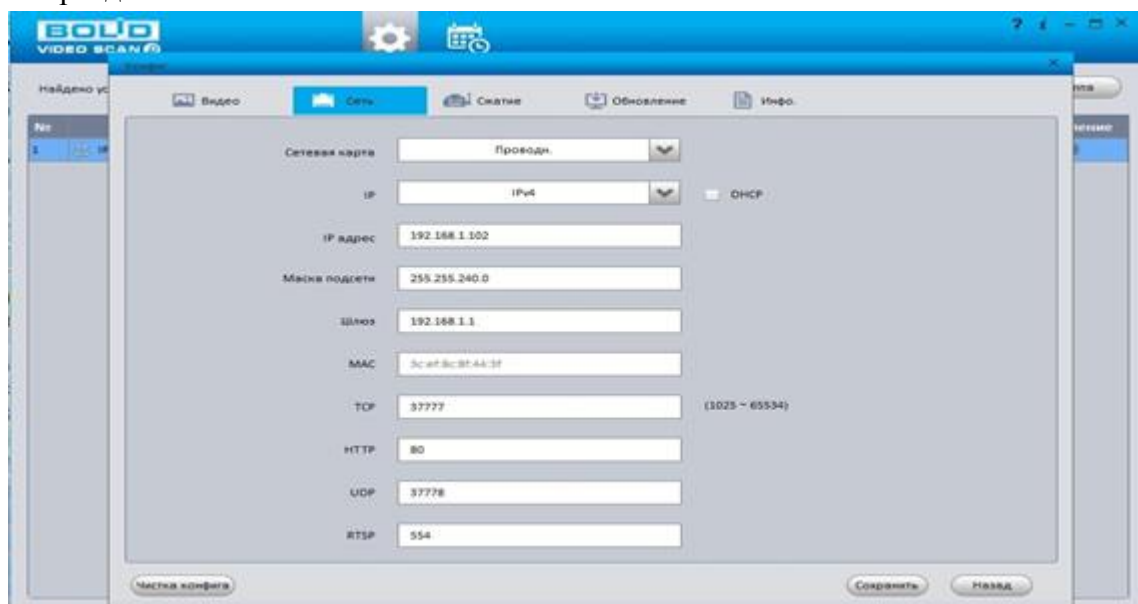 BOLID
VIDEO SCAN
? i
Найдено ус
Конфиг
Видео Сеть Сжатие Обновление Инфо.
No
1 IP
Сетевая карта Проводн.
IP IPv4 DHCP
IP адрес 192.168.1.102
Маска подсети 255.255.240.0
Шлюз 192.168.1.1
MAC
TCP 37777 (1025 ~ 65534)
HTTP 80
UDP 37778
RTSP 554
Чистка конфига Сохранить Назад